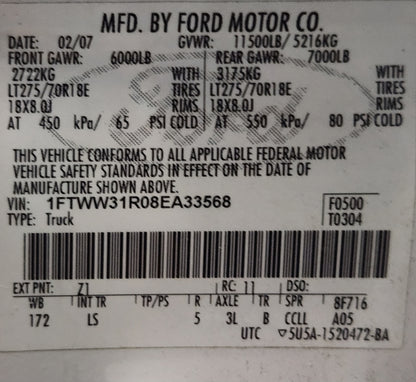 MFD. BY FORD MOTOR CO.
DATE: 02/07 GVWR: 11500LB/ 5216KG
FRONT GAWR: 6000LB REAR GAWR: 7000LB
2722KG WITH 3175KG WITH
LT275/70R18E TIRES LT275/70R18E TIRES
18X8.0J RIMS 18X8.0J RIMS
AT 450 kPa/ 65 PSI COLD AT 550 kPa/ 80 PSI COLD
THIS VEHICLE CONFORMS TO ALL APPLICABLE FEDERAL MOTOR
VEHICLE SAFETY STANDARDS IN EFFECT ON THE DATE OF
MANUFACTURE SHOWN ABOVE.
VIN: 1FTWW31R08EA33568 F0500
TYPE: Truck T0304
EXT PNT: Z1 RC: 11 DSO:
WB INT TR TP/PS R AXLE TR SPR 8F716
172 LS 5 3L B CCLL A05
UTC ▽5U5A-1520472-BA